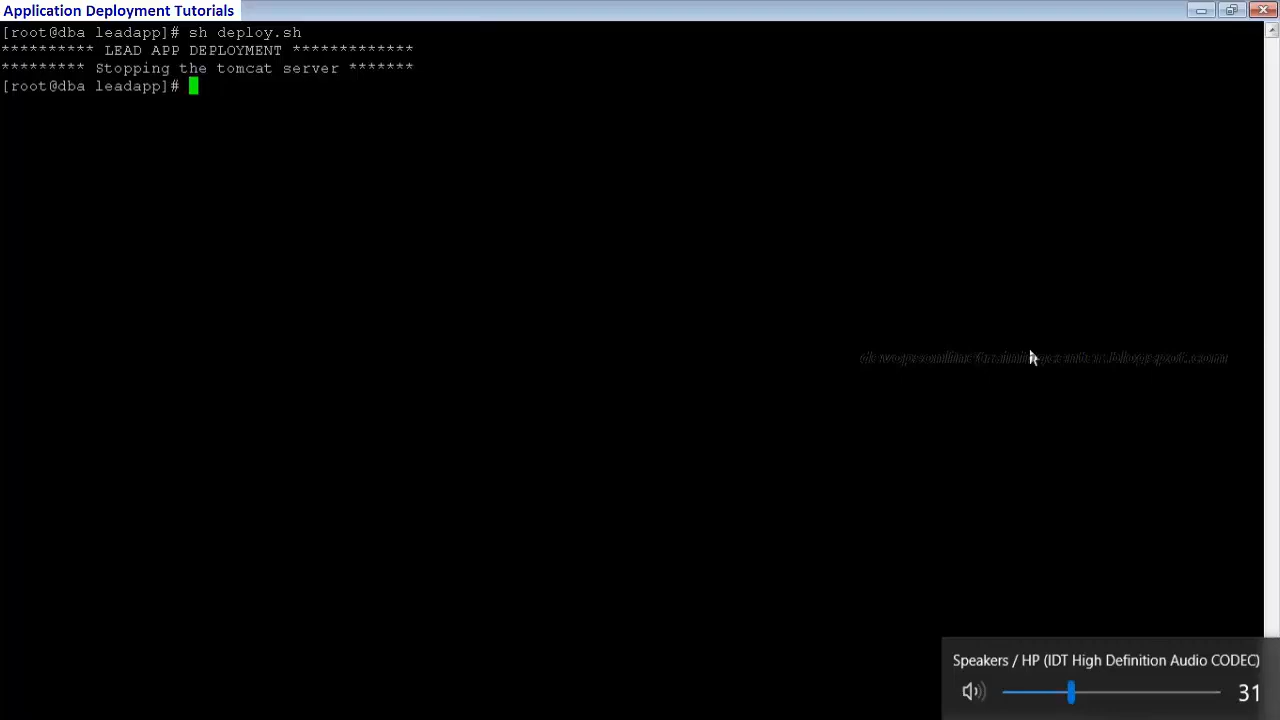 Application Deployment Tutorials
[root@dba leadapp]# sh deploy.sh
********** LEAD APP DEPLOYMENT *************
********* Stopping the tomcat server *******
[root@dba leadapp]#
Speakers / HP (IDT High Definition Audio CODEC)
31